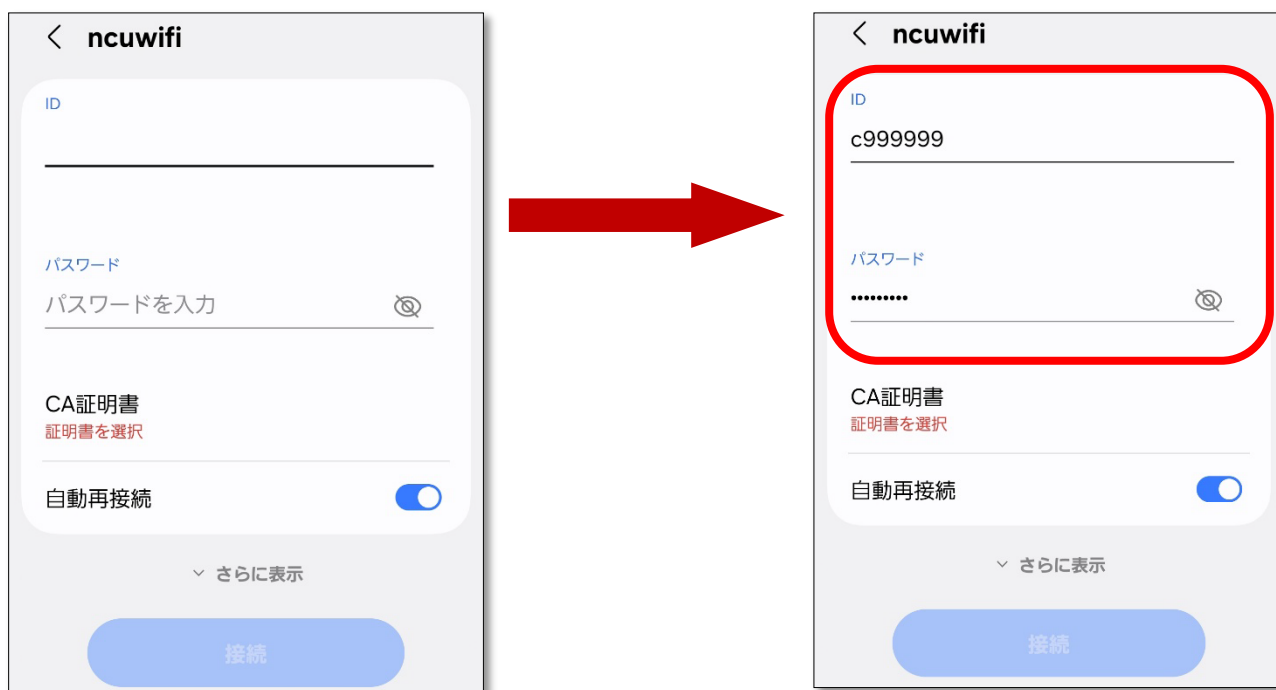 ncuwifi
ID
パスワード
パスワードを入力
CA証明書
証明書を選択
自動再接続
さらに表示
接続
ncuwifi
ID
c999999
パスワード
•••••••••
CA証明書
証明書を選択
自動再接続
さらに表示
接続